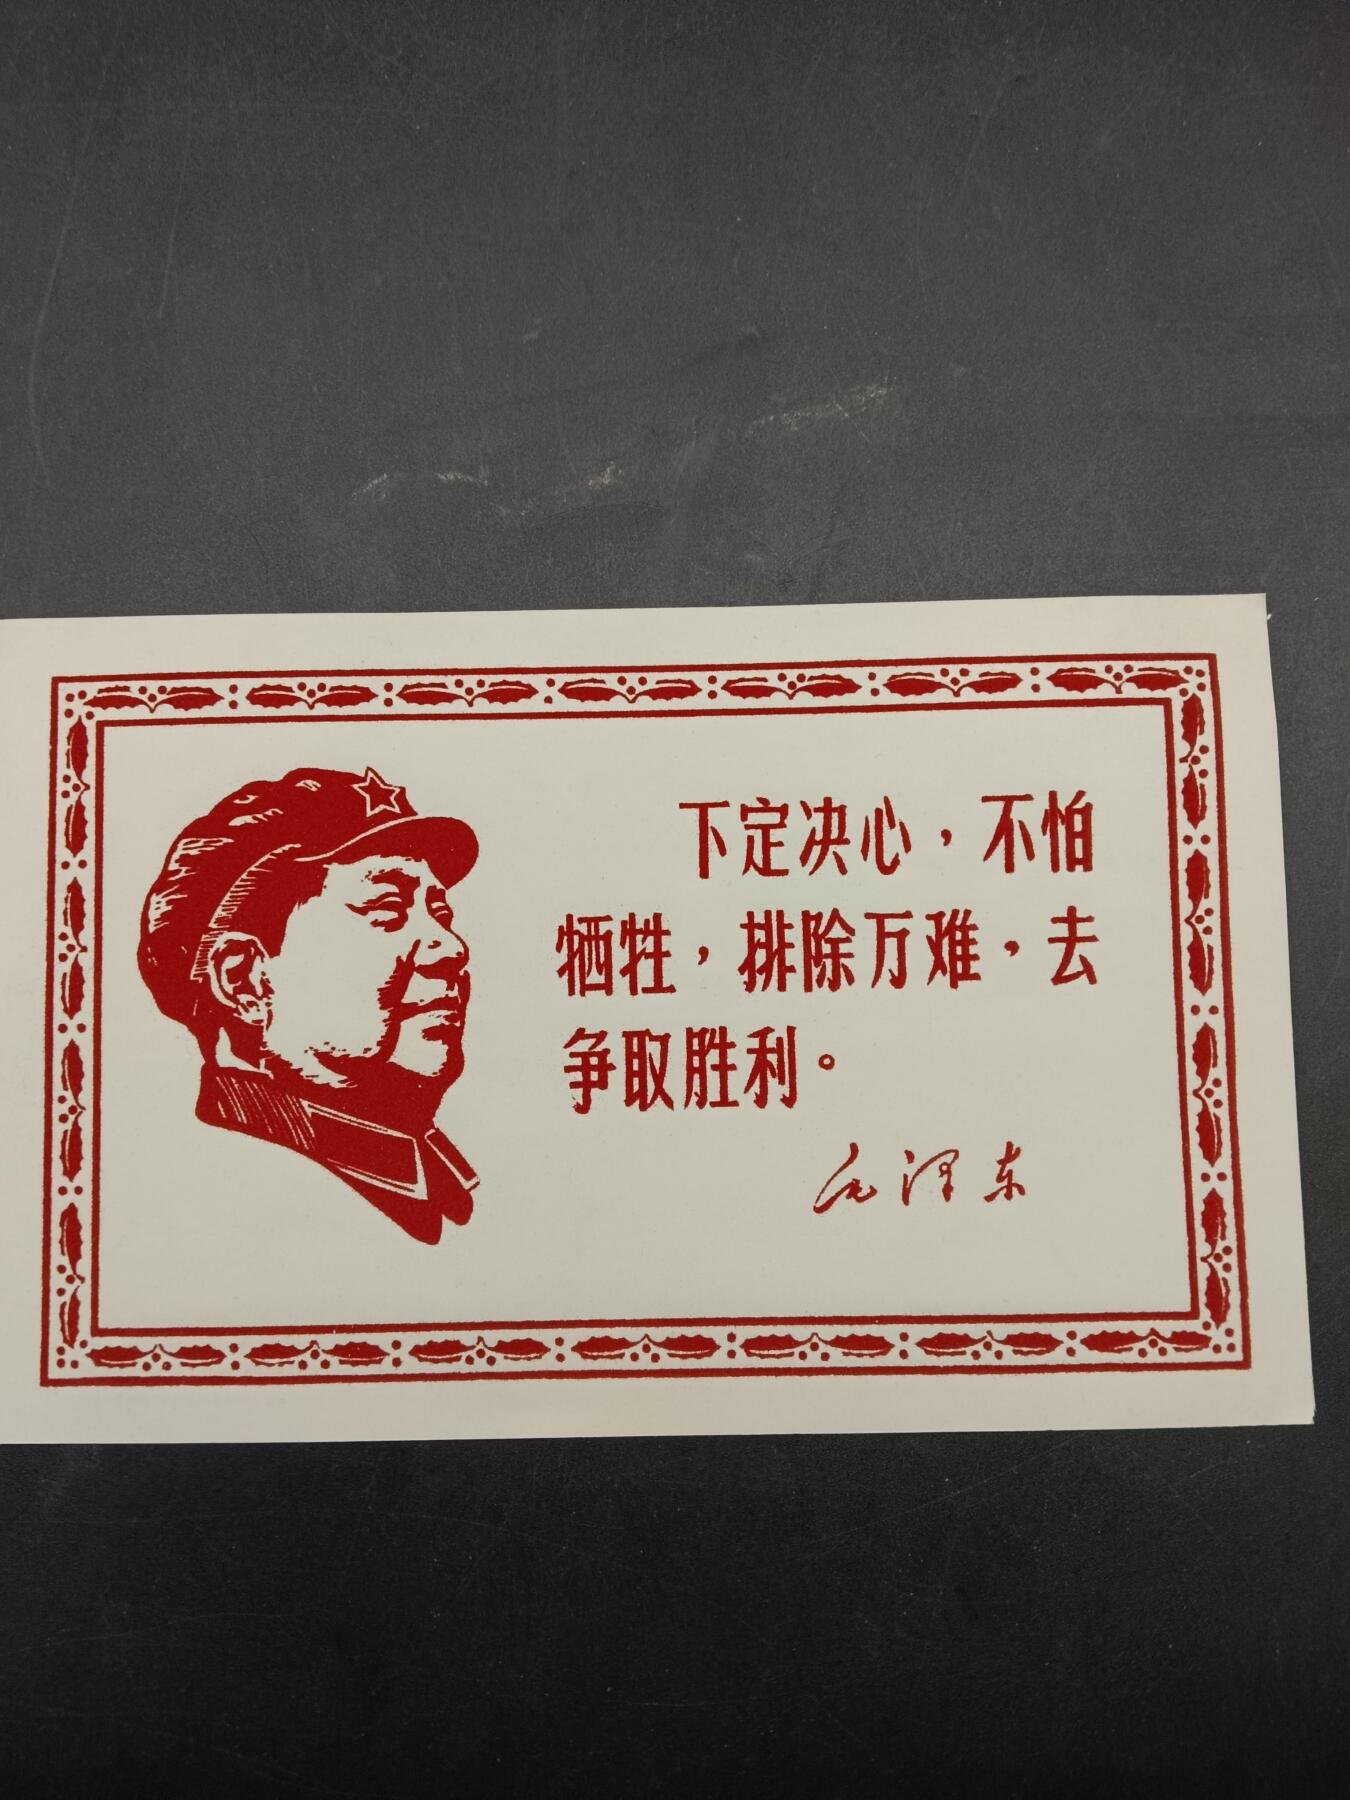 下定决心，不怕
牺牲，排除万难，去
争取胜利。
毛泽东